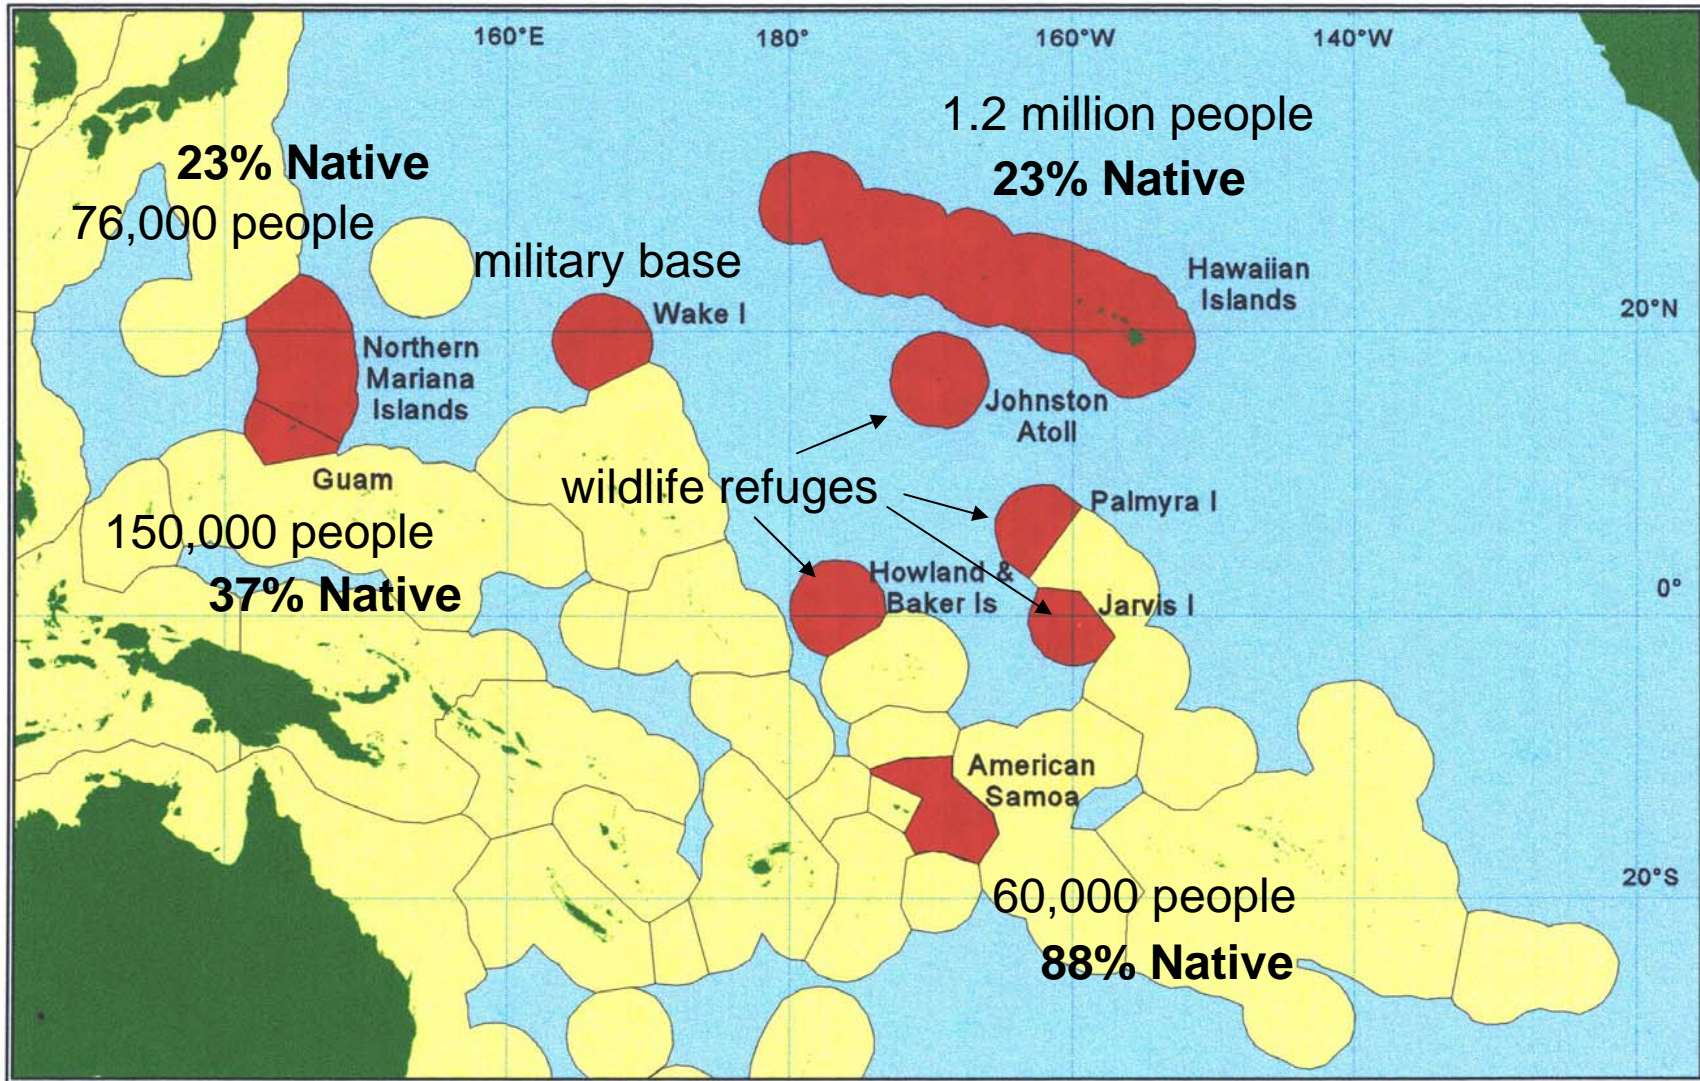 160°E
180°
160°W
140°W
1.2 million people
23% Native
23% Native
76,000 people
military base
Hawaiian
Islands
Wake I
20°N
Northern
Mariana
Islands
Johnston
Atoll
Guam
wildlife refuges
Palmyra I
150,000 people
37% Native
Howland &
Baker Is
Jarvis I
0°
American
Samoa
60,000 people
20°S
88% Native